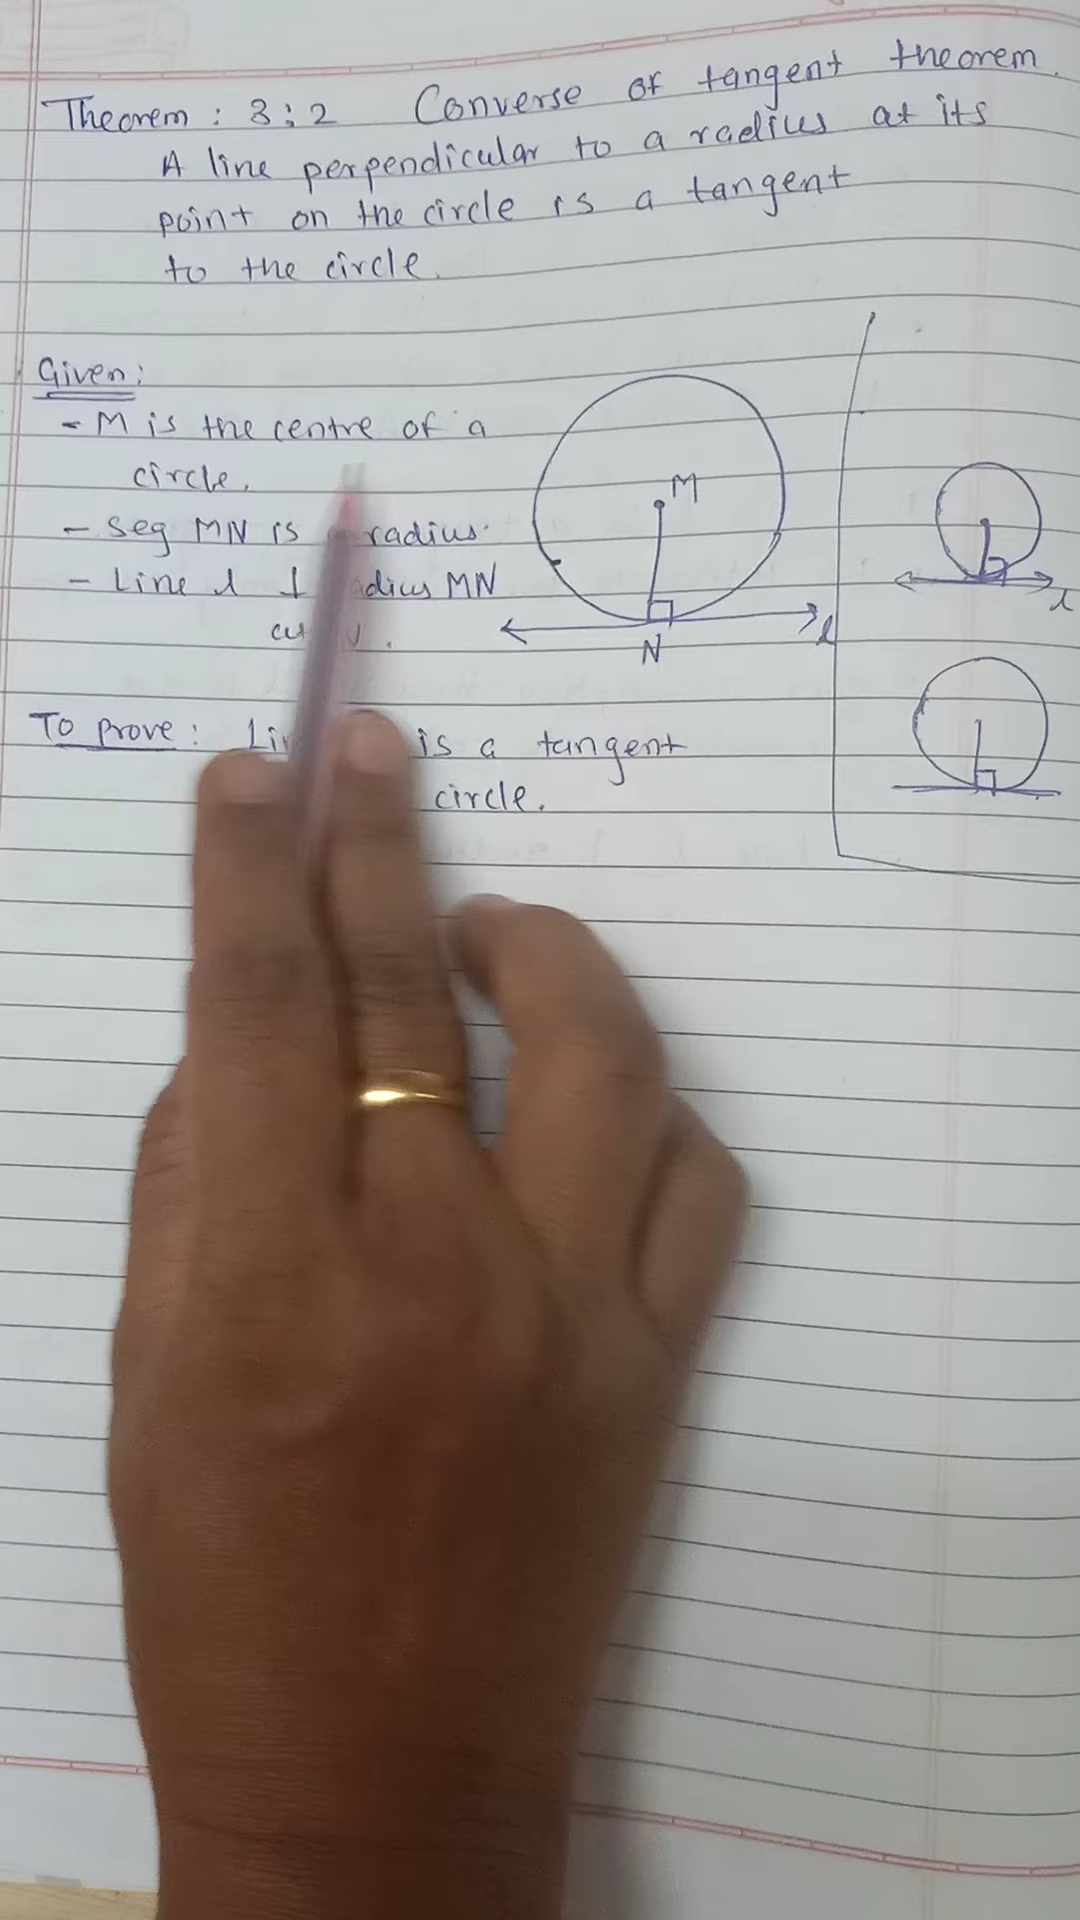 Theorem : 3:2 Converse of tangent theorem.
A line perpendicular to a radius at its
point on the circle is a tangent
to the circle.
Given:
- M is the centre of a
circle.
- seg MN is radius.
- Line l ⊥ MN
To prove: is a tangent
circle.
M
N
l
l